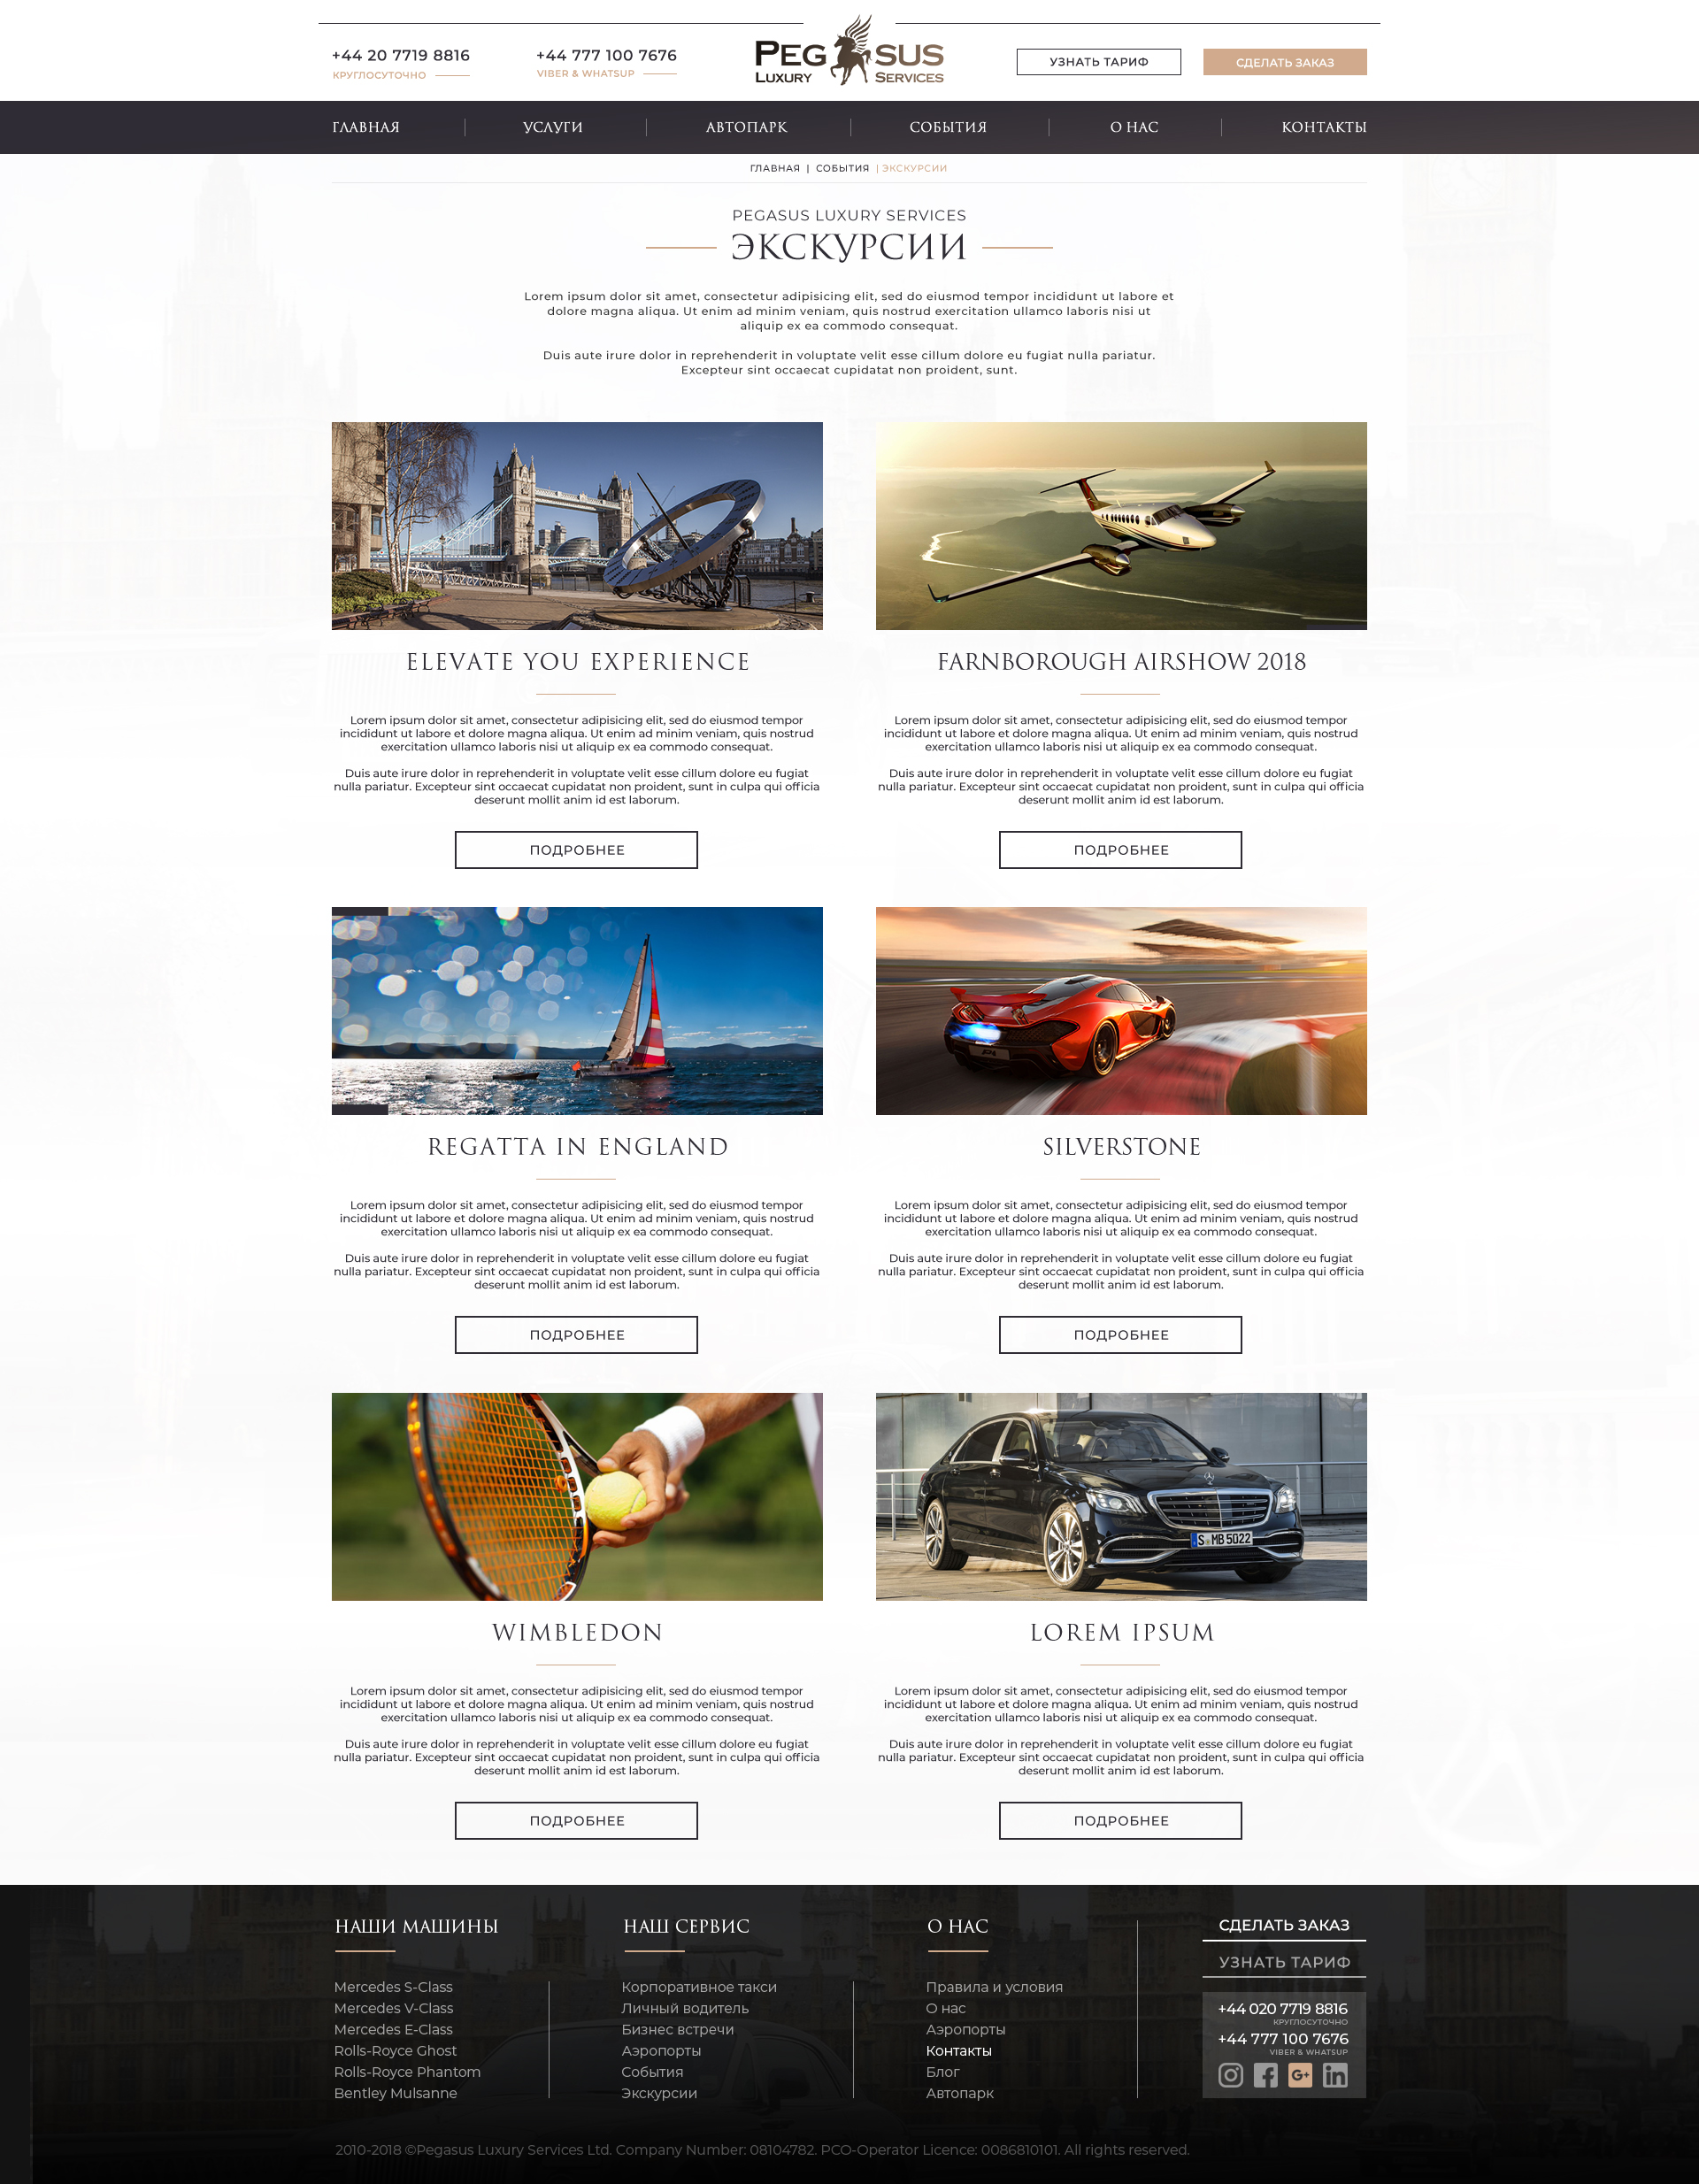 +44 20 7719 8816
КРУГЛОСУТОЧНО
+44 777 100 7676
VIBER & WHATSUP
PEGASUS
LUXURY SERVICES
УЗНАТЬ ТАРИФ
СДЕЛАТЬ ЗАКАЗ
ГЛАВНАЯ
УСЛУГИ
АВТОПАРК
СОБЫТИЯ
О НАС
КОНТАКТЫ
ГЛАВНАЯ | СОБЫТИЯ | ЭКСКУРСИИ
PEGASUS LUXURY SERVICES
ЭКСКУРСИИ
Lorem ipsum dolor sit amet, consectetur adipisicing elit, sed do eiusmod tempor incididunt ut labore et
dolore magna aliqua. Ut enim ad minim veniam, quis nostrud exercitation ullamco laboris nisi ut
aliquip ex ea commodo consequat.
Duis aute irure dolor in reprehenderit in voluptate velit esse cillum dolore eu fugiat nulla pariatur.
Excepteur sint occaecat cupidatat non proident, sunt.
ELEVATE YOU EXPERIENCE
Lorem ipsum dolor sit amet, consectetur adipisicing elit, sed do eiusmod tempor
incididunt ut labore et dolore magna aliqua. Ut enim ad minim veniam, quis nostrud
exercitation ullamco laboris nisi ut aliquip ex ea commodo consequat.
Duis aute irure dolor in reprehenderit in voluptate velit esse cillum dolore eu fugiat
nulla pariatur. Excepteur sint occaecat cupidatat non proident, sunt in culpa qui officia
deserunt mollit anim id est laborum.
ПОДРОБНЕЕ
FARNBOROUGH AIRSHOW 2018
Lorem ipsum dolor sit amet, consectetur adipisicing elit, sed do eiusmod tempor
incididunt ut labore et dolore magna aliqua. Ut enim ad minim veniam, quis nostrud
exercitation ullamco laboris nisi ut aliquip ex ea commodo consequat.
Duis aute irure dolor in reprehenderit in voluptate velit esse cillum dolore eu fugiat
nulla pariatur. Excepteur sint occaecat cupidatat non proident, sunt in culpa qui officia
deserunt mollit anim id est laborum.
ПОДРОБНЕЕ
REGATTA IN ENGLAND
Lorem ipsum dolor sit amet, consectetur adipisicing elit, sed do eiusmod tempor
incididunt ut labore et dolore magna aliqua. Ut enim ad minim veniam, quis nostrud
exercitation ullamco laboris nisi ut aliquip ex ea commodo consequat.
Duis aute irure dolor in reprehenderit in voluptate velit esse cillum dolore eu fugiat
nulla pariatur. Excepteur sint occaecat cupidatat non proident, sunt in culpa qui officia
deserunt mollit anim id est laborum.
ПОДРОБНЕЕ
SILVERSTONE
Lorem ipsum dolor sit amet, consectetur adipisicing elit, sed do eiusmod tempor
incididunt ut labore et dolore magna aliqua. Ut enim ad minim veniam, quis nostrud
exercitation ullamco laboris nisi ut aliquip ex ea commodo consequat.
Duis aute irure dolor in reprehenderit in voluptate velit esse cillum dolore eu fugiat
nulla pariatur. Excepteur sint occaecat cupidatat non proident, sunt in culpa qui officia
deserunt mollit anim id est laborum.
ПОДРОБНЕЕ
WIMBLEDON
Lorem ipsum dolor sit amet, consectetur adipisicing elit, sed do eiusmod tempor
incididunt ut labore et dolore magna aliqua. Ut enim ad minim veniam, quis nostrud
exercitation ullamco laboris nisi ut aliquip ex ea commodo consequat.
Duis aute irure dolor in reprehenderit in voluptate velit esse cillum dolore eu fugiat
nulla pariatur. Excepteur sint occaecat cupidatat non proident, sunt in culpa qui officia
deserunt mollit anim id est laborum.
ПОДРОБНЕЕ
S MB 5022
LOREM IPSUM
Lorem ipsum dolor sit amet, consectetur adipisicing elit, sed do eiusmod tempor
incididunt ut labore et dolore magna aliqua. Ut enim ad minim veniam, quis nostrud
exercitation ullamco laboris nisi ut aliquip ex ea commodo consequat.
Duis aute irure dolor in reprehenderit in voluptate velit esse cillum dolore eu fugiat
nulla pariatur. Excepteur sint occaecat cupidatat non proident, sunt in culpa qui officia
deserunt mollit anim id est laborum.
ПОДРОБНЕЕ
НАШИ МАШИНЫ
Mercedes S-Class
Mercedes V-Class
Mercedes E-Class
Rolls-Royce Ghost
Rolls-Royce Phantom
Bentley Mulsanne
НАШ СЕРВИС
Корпоративное такси
Личный водитель
Бизнес встречи
Аэропорты
События
Экскурсии
О НАС
Правила и условия
О нас
Аэропорты
Контакты
Блог
Автопарк
СДЕЛАТЬ ЗАКАЗ
УЗНАТЬ ТАРИФ
+44 020 7719 8816
КРУГЛОСУТОЧНО
+44 777 100 7676
VIBER & WHATSUP
G+
in
2010-2018 ©Pegasus Luxury Services Ltd. Company Number: 08104782. PCO-Operator Licence: 0086810101. All rights reserved.